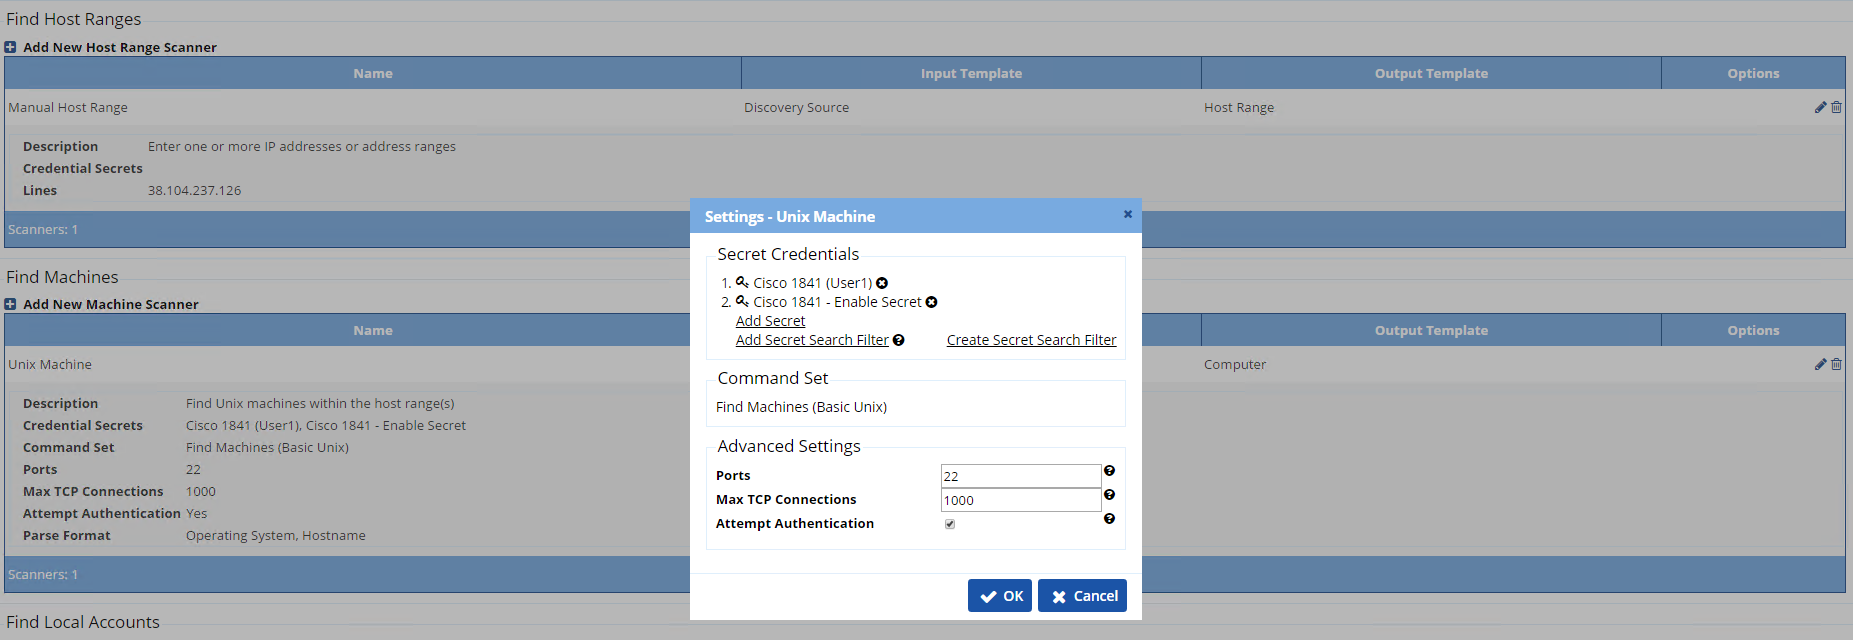 Find Host Ranges
Add New Host Range Scanner
Name Input Template Output Template Options
Manual Host Range Discovery Source Host Range
Description Enter one or more IP addresses or address ranges
Credential Secrets
Lines 38.104.237.126
Scanners: 1
Find Machines
Add New Machine Scanner
Name Output Template Options
Unix Machine Computer
Description Find Unix machines within the host range(s)
Credential Secrets Cisco 1841 (User1), Cisco 1841 - Enable Secret
Command Set Find Machines (Basic Unix)
Ports 22
Max TCP Connections 1000
Attempt Authentication Yes
Parse Format Operating System, Hostname
Scanners: 1
Find Local Accounts
Settings - Unix Machine
Secret Credentials
1. Cisco 1841 (User1)
2. Cisco 1841 - Enable Secret
Add Secret
Add Secret Search Filter Create Secret Search Filter
Command Set
Find Machines (Basic Unix)
Advanced Settings
Ports 22
Max TCP Connections 1000
Attempt Authentication
OK Cancel